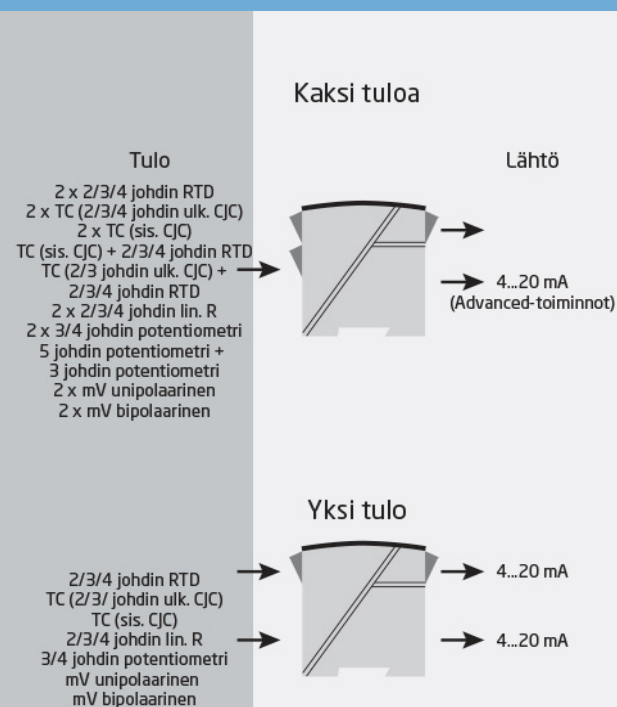 Kaksi tuloa
Tulo
Lähtö
2 x 2/3/4 johdin RTD
2 x TC (2/3/4 johdin ulk. CJC)
2 x TC (sis. CJC)
TC (sis. CJC) + 2/3/4 johdin RTD
TC (2/3 johdin ulk. CJC) +
2/3/4 johdin RTD
2 x 2/3/4 johdin lin. R
2 x 3/4 johdin potentiometri
5 johdin potentiometri +
3 johdin potentiometri
2 x mV unipolaarinen
2 x mV bipolaarinen
4...20 mA
(Advanced-toiminnot)
Yksi tulo
2/3/4 johdin RTD
TC (2/3/ johdin ulk. CJC)
TC (sis. CJC)
2/3/4 johdin lin. R
3/4 johdin potentiometri
mV unipolaarinen
mV bipolaarinen
4...20 mA
4...20 mA